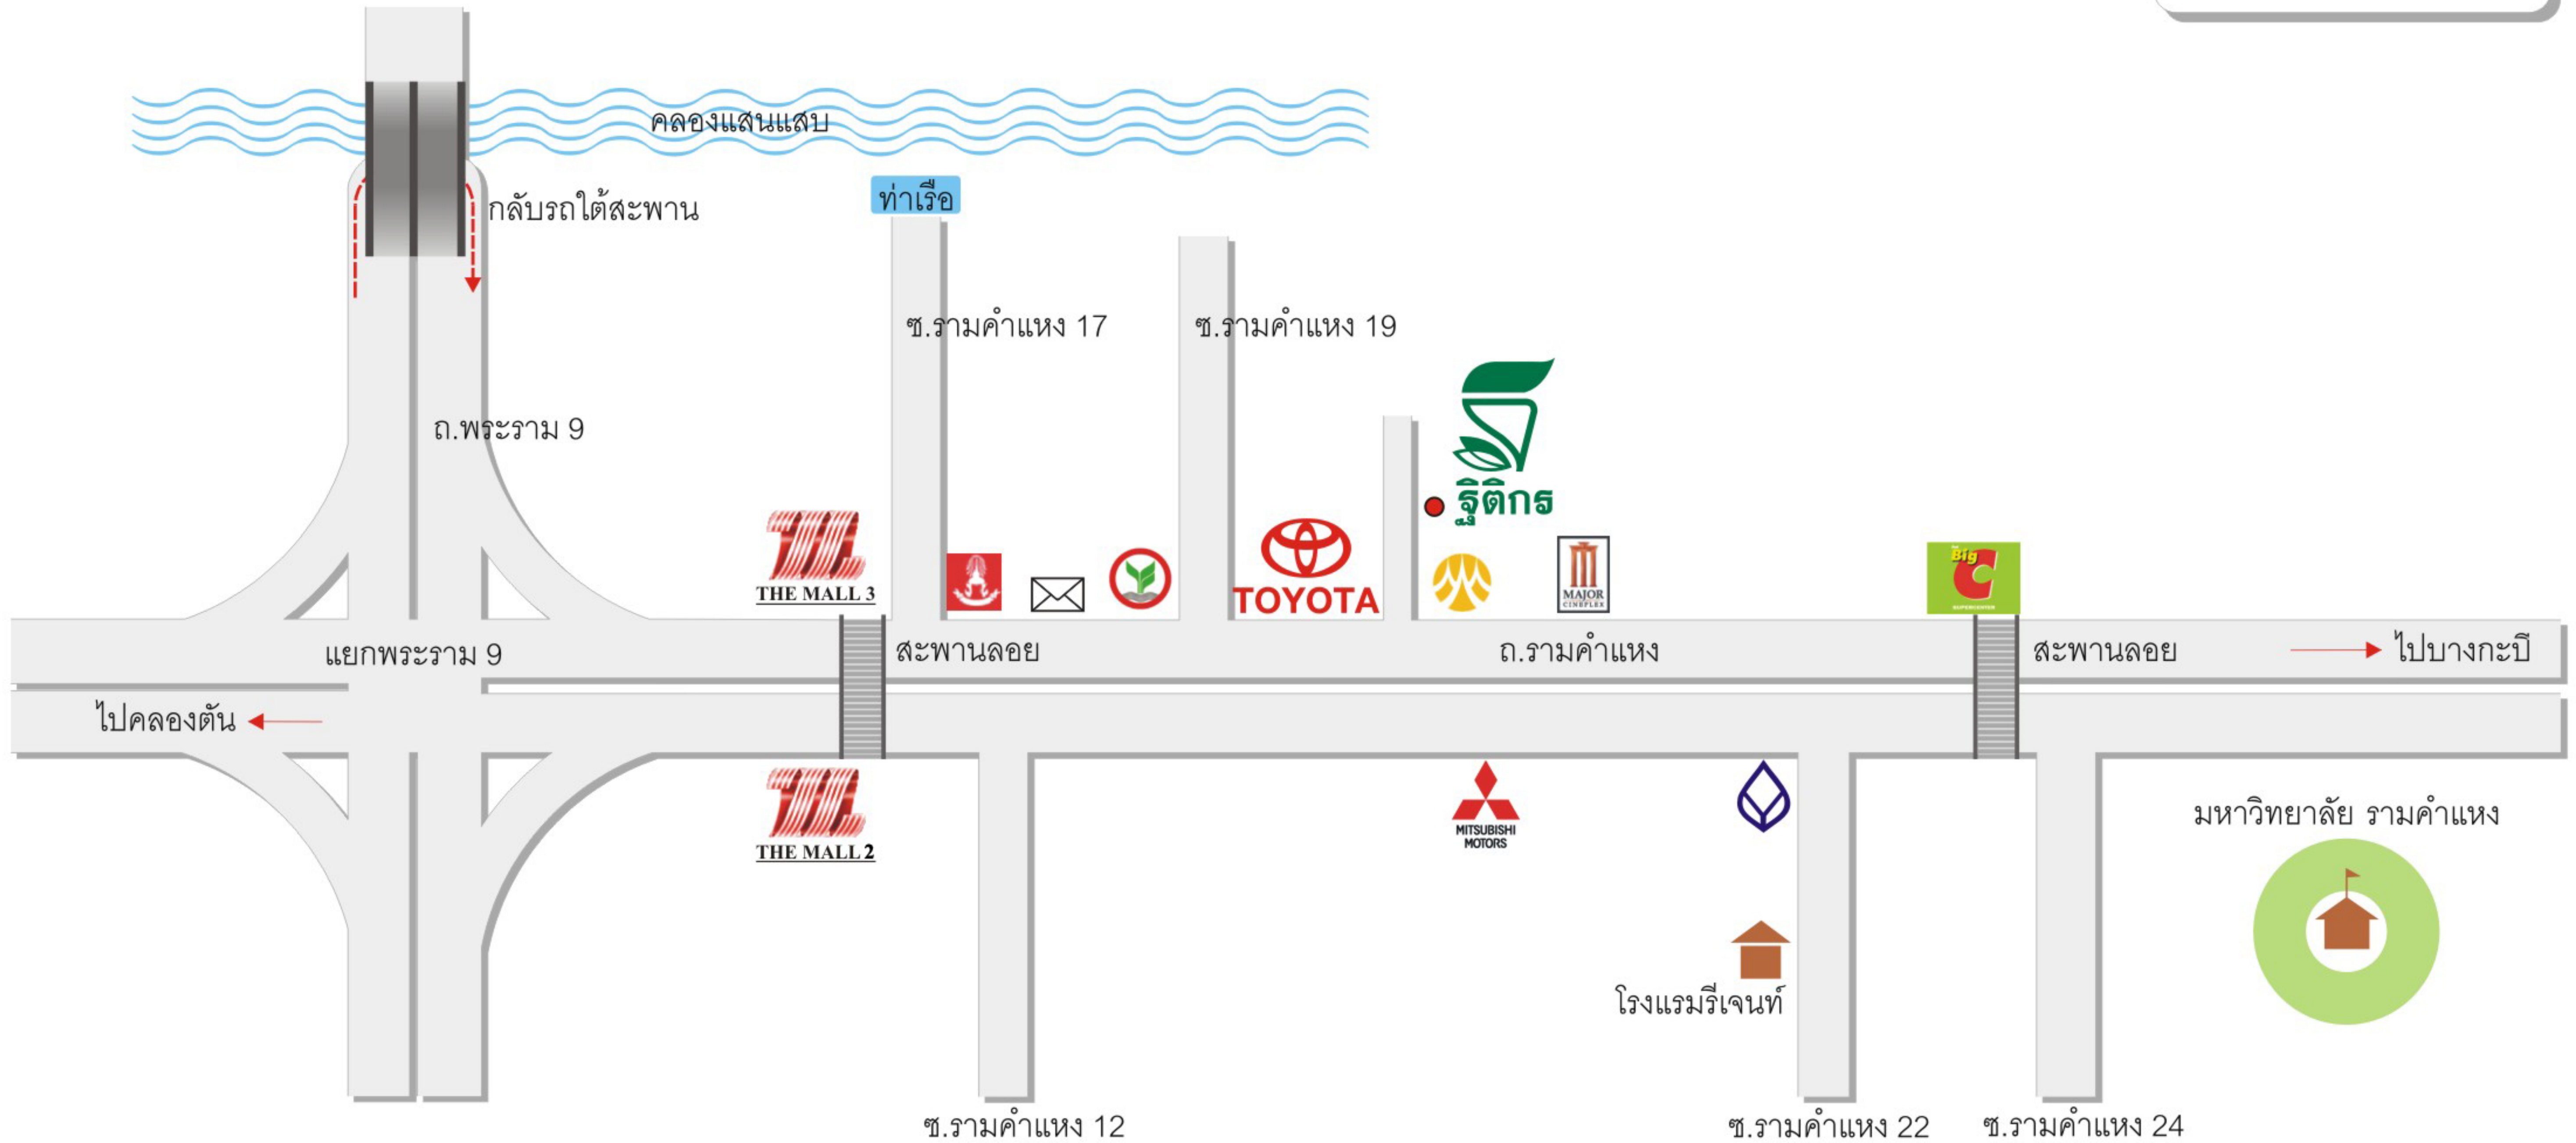 คลองแสนแสบ
ท่าเรือ
กลับรถใต้สะพาน
ซ.รามคำแหง 17
ซ.รามคำแหง 19
ถ.พระราม 9
ฐิติกร
THE MALL 3
TOYOTA
MAJOR
CINEPLEX
Big
C
SUPERCENTER
แยกพระราม 9
สะพานลอย
ถ.รามคำแหง
สะพานลอย
ไปบางกะปิ
ไปคลองตัน
THE MALL 2
MITSUBISHI
MOTORS
มหาวิทยาลัย รามคำแหง
โรงแรมรีเจนท์
ซ.รามคำแหง 12
ซ.รามคำแหง 22
ซ.รามคำแหง 24